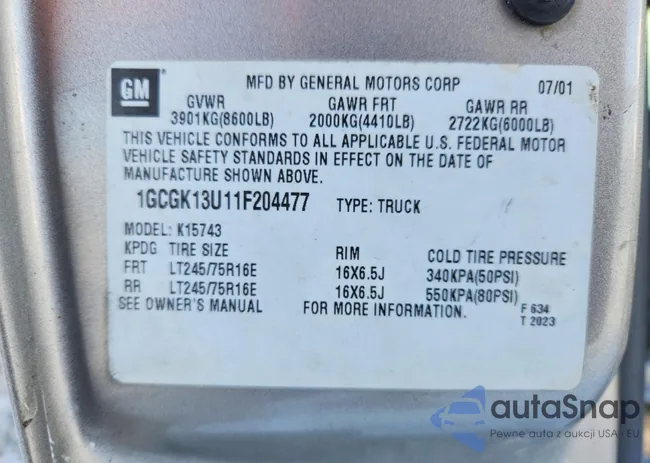 GM
MFD BY GENERAL MOTORS CORP 07/01
GVWR GAWR FRT GAWR RR
3901KG(8600LB) 2000KG(4410LB) 2722KG(6000LB)
THIS VEHICLE CONFORMS TO ALL APPLICABLE U.S. FEDERAL MOTOR
VEHICLE SAFETY STANDARDS IN EFFECT ON THE DATE OF
MANUFACTURE SHOWN ABOVE.
1GCGK13U11F204477 TYPE: TRUCK
MODEL: K15743
KPDG TIRE SIZE RIM COLD TIRE PRESSURE
FRT LT245/75R16E 16X6.5J 340KPA(50PSI)
RR LT245/75R16E 16X6.5J 550KPA(80PSI)
SEE OWNER'S MANUAL FOR MORE INFORMATION. F 634
T 2023
autaSnap
Pewne auto z aukcji USA i EU